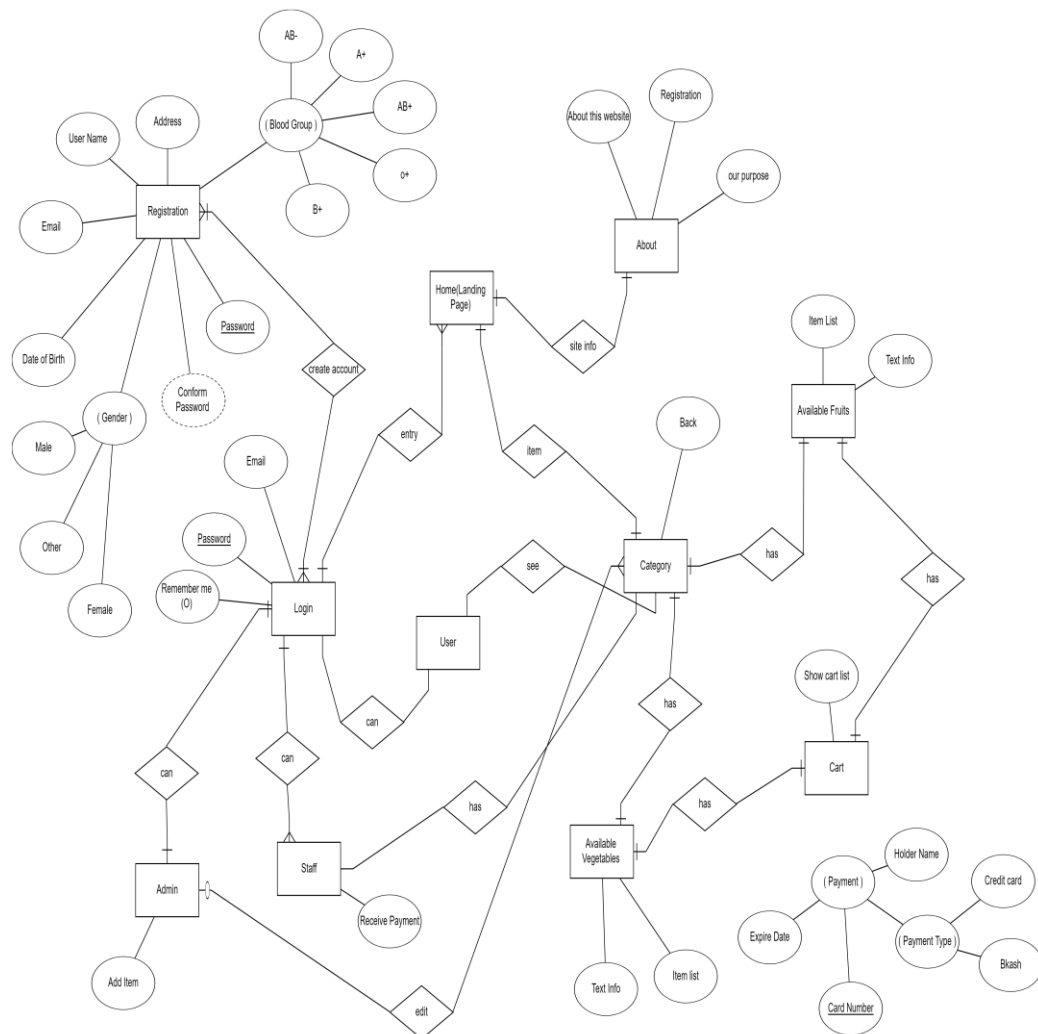 AB-
A+
( Blood Group )
AB+
o+
B+
Address
User Name
Registration
Email
Date of Birth
Password
Conform
Password
( Gender )
Male
Other
Female
create account
About this website
Registration
our purpose
About
Home(Landing
Page)
site info
entry
item
Back
Item List
Text Info
Available Fruits
Email
Password
Remember me
(O)
Login
see
Category
has
has
User
can
has
Show cart list
Cart
can
can
has
has
Admin
Staff
Receive Payment
Add Item
edit
Available
Vegetables
Text Info
Item list
Holder Name
( Payment )
Credit card
Expire Date
( Payment Type )
Bkash
Card Number